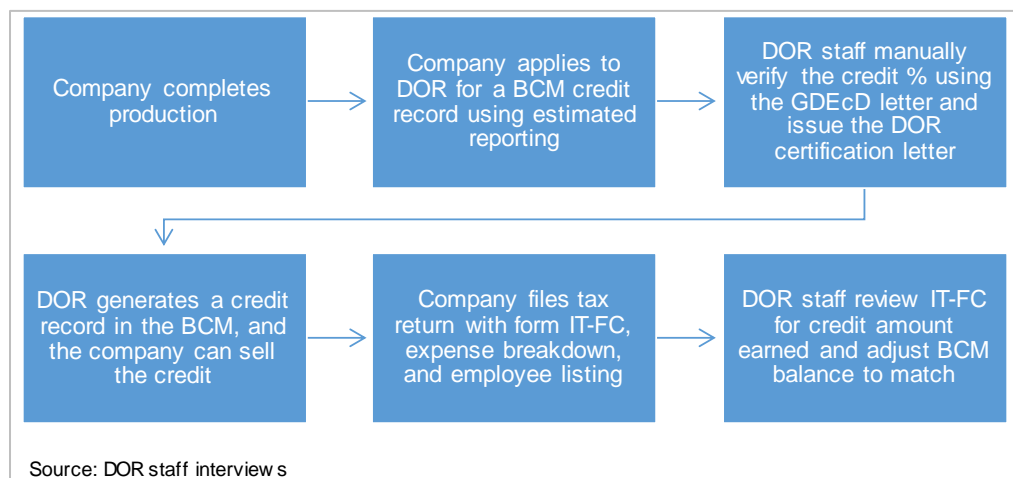 Company completes
production
Company applies to
DOR for a BCM credit
record using estimated
reporting
DOR staff manually
verify the credit % using
the GDEcD letter and
issue the DOR
certification letter
DOR generates a credit
record in the BCM, and
the company can sell
the credit
Company files tax
return with form IT-FC,
expense breakdown,
and employee listing
DOR staff review IT-FC
for credit amount
earned and adjust BCM
balance to match
Source: DOR staff interviews